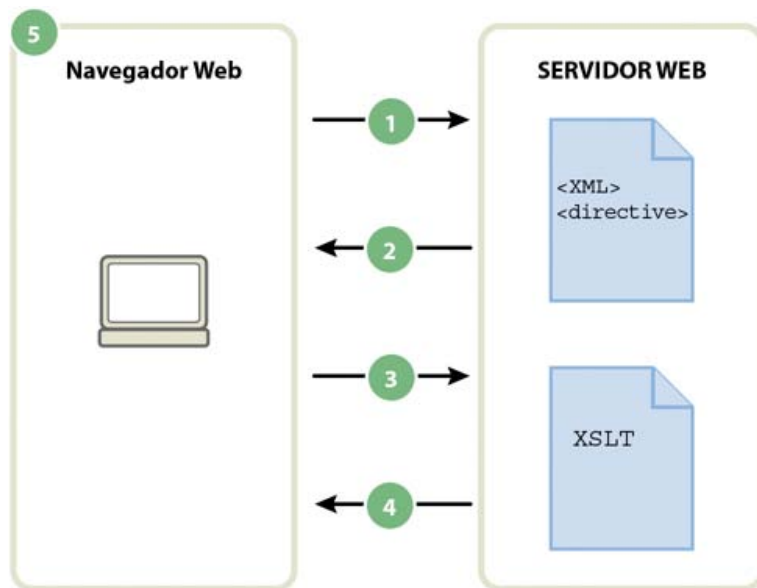 5
Navegador Web
SERVIDOR WEB
1
<XML>
<directive>
2
3
XSLT
4